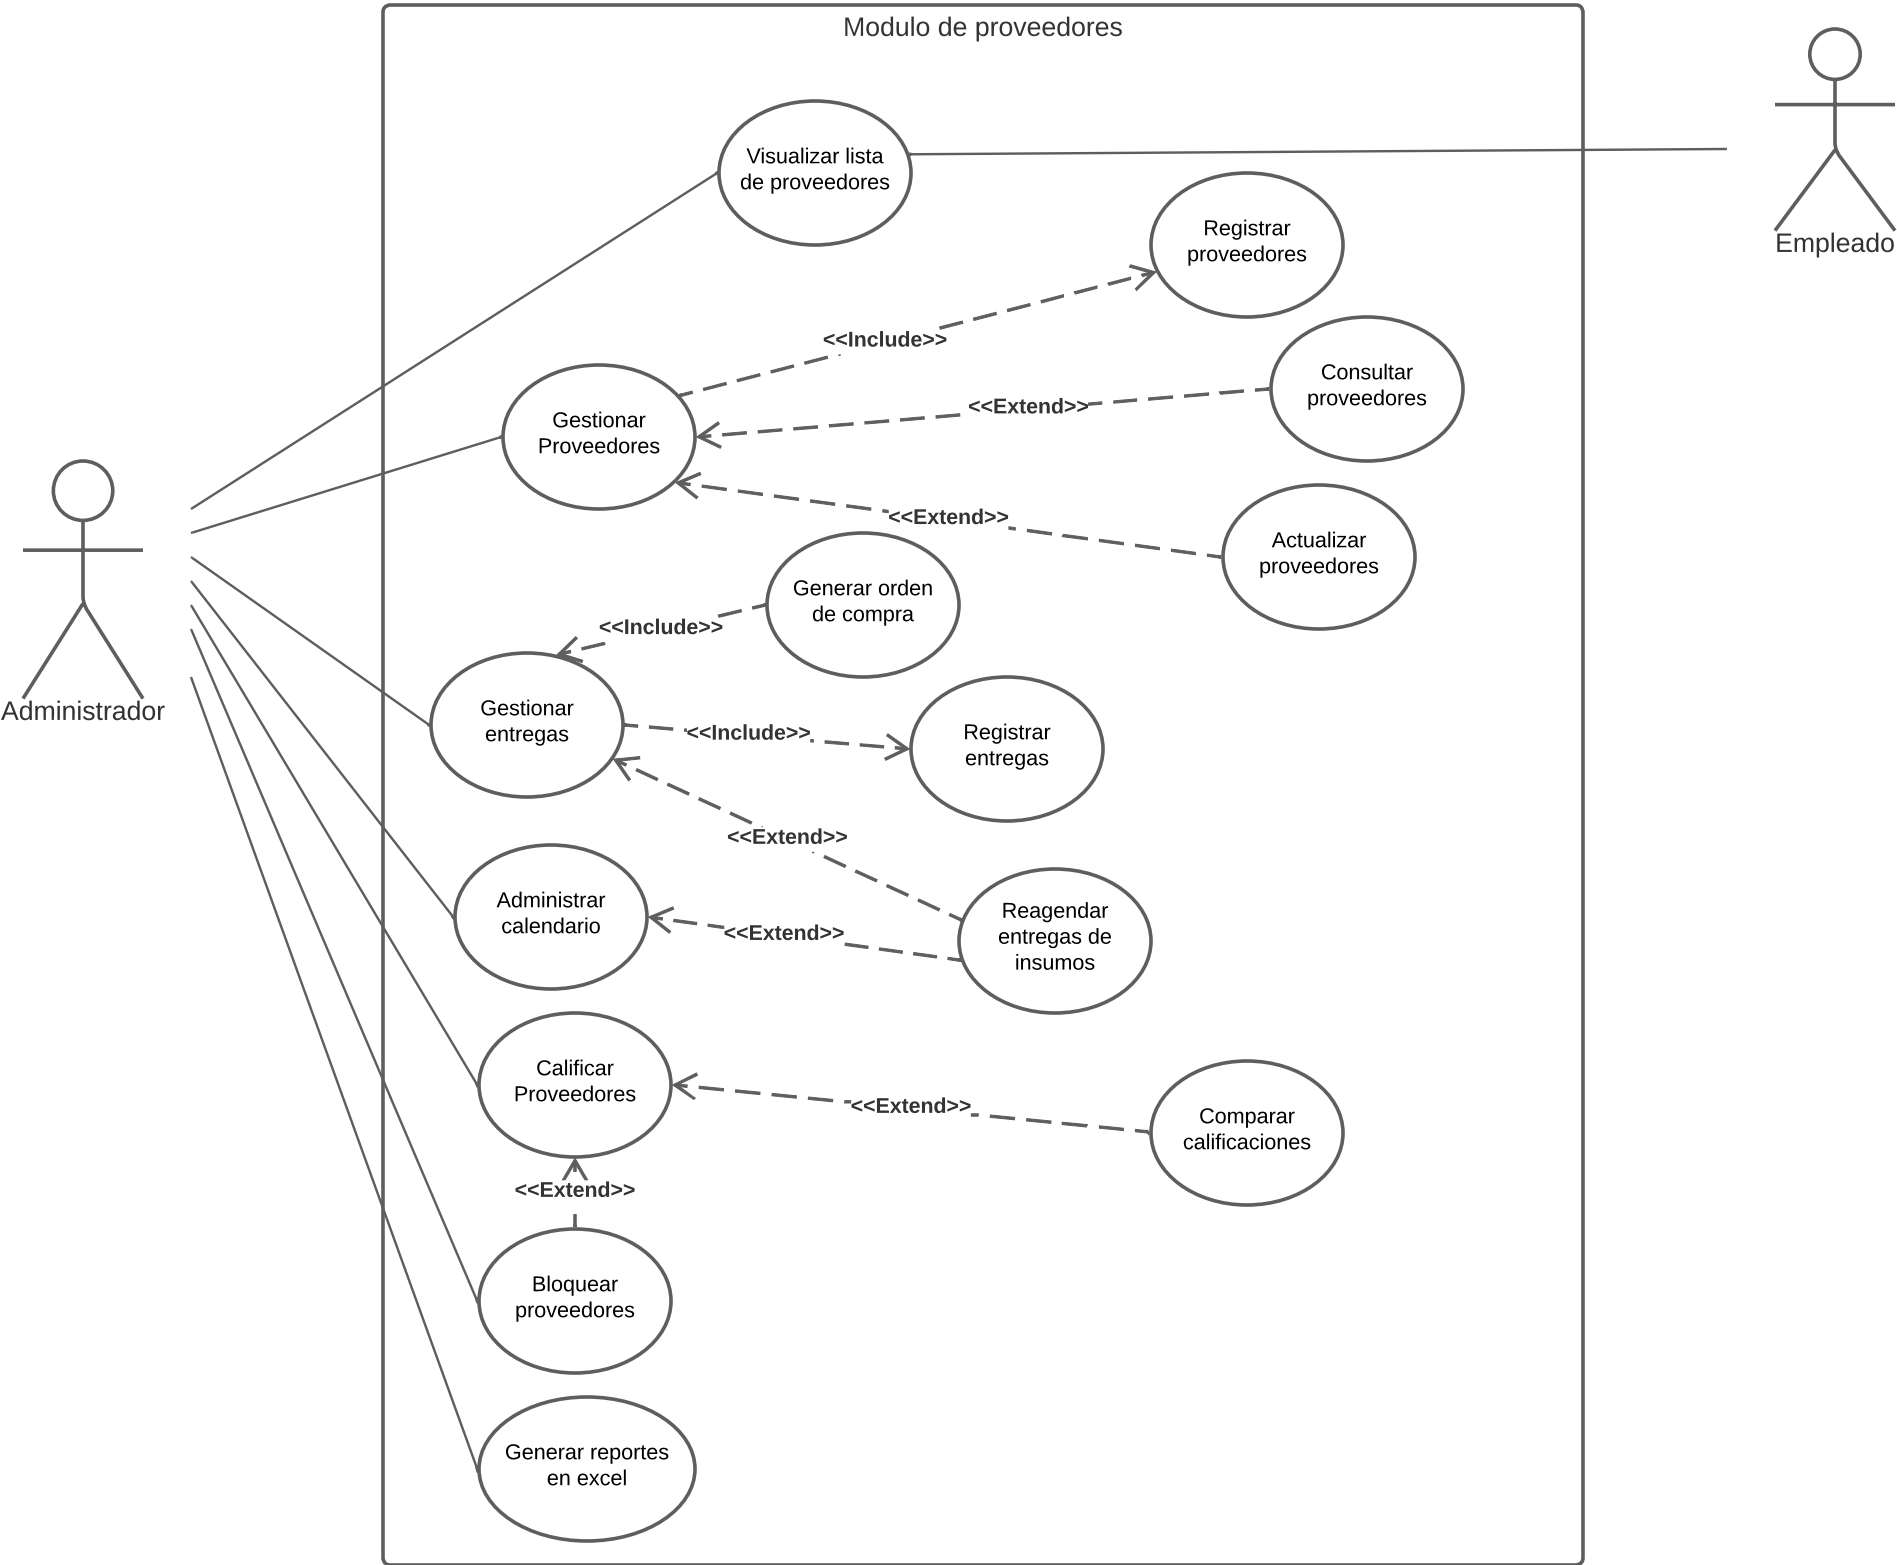 Modulo de proveedores
Empleado
Visualizar lista
de proveedores
Registrar
proveedores
<<Include>>
Consultar
proveedores
<<Extend>>
Gestionar
Proveedores
<<Extend>>
Actualizar
proveedores
Generar orden
de compra
<<Include>>
Administrador
Gestionar
entregas
<<Include>>
Registrar
entregas
<<Extend>>
Administrar
calendario
<<Extend>>
Reagendar
entregas de
insumos
Calificar
Proveedores
<<Extend>>
Comparar
calificaciones
<<Extend>>
Bloquear
proveedores
Generar reportes
en excel